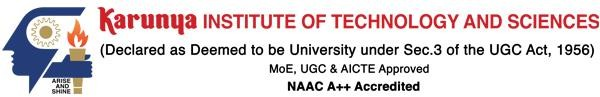 Karunya INSTITUTE OF TECHNOLOGY AND SCIENCES
(Declared as Deemed to be University under Sec.3 of the UGC Act, 1956)
MoE, UGC & AICTE Approved
NAAC A++ Accredited
ARISE
AND
SHINE